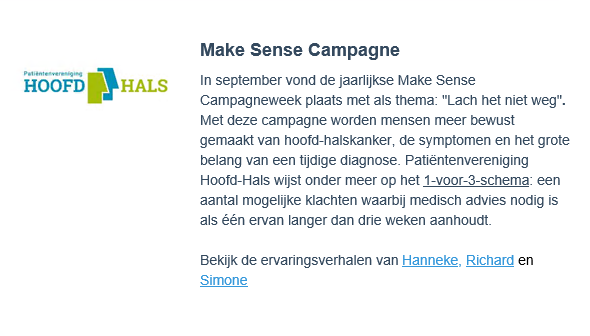 Patiëntenvereniging
HOOFD HALS
Make Sense Campagne
In september vond de jaarlijkse Make Sense
Campagneweek plaats met als thema: "Lach het niet weg".
Met deze campagne worden mensen meer bewust
gemaakt van hoofd-halskanker, de symptomen en het grote
belang van een tijdige diagnose. Patiëntenvereniging
Hoofd-Hals wijst onder meer op het 1-voor-3-schema: een
aantal mogelijke klachten waarbij medisch advies nodig is
als één ervan langer dan drie weken aanhoudt.
Bekijk de ervaringsverhalen van Hanneke, Richard en
Simone